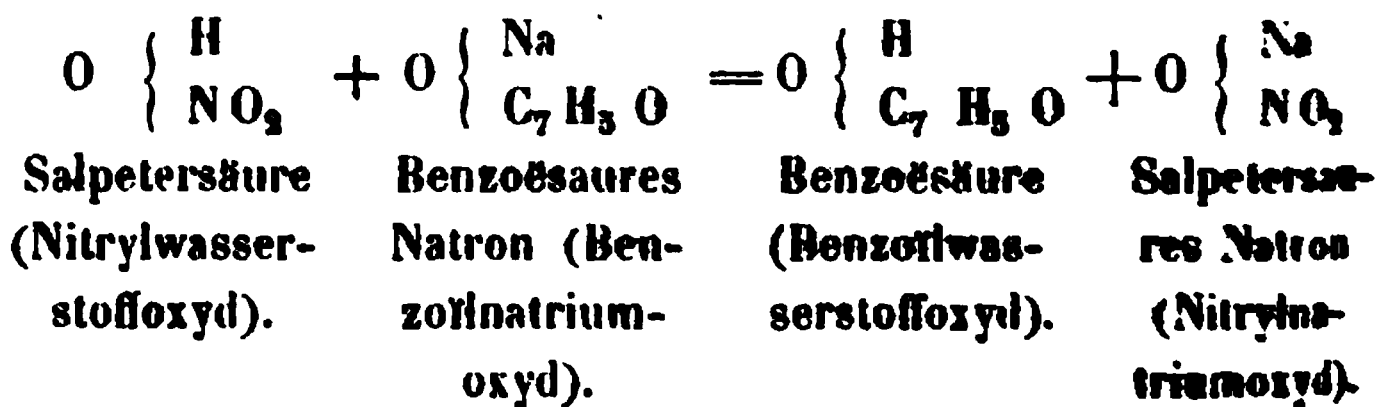 O { H + O { Na = O { H + O { Na
NO₂ C₇ H₅ O C₇ H₅ O NO₂
Salpetersäure Benzoësaures Benzoësäure Salpetersau-
(Nitrylwasser- Natron (Ben- (Benzoïlwas- res Natron
stoffoxyd). zoïlnatrium- serstoffoxyd). (Nitrylna-
oxyd). triumoxyd).